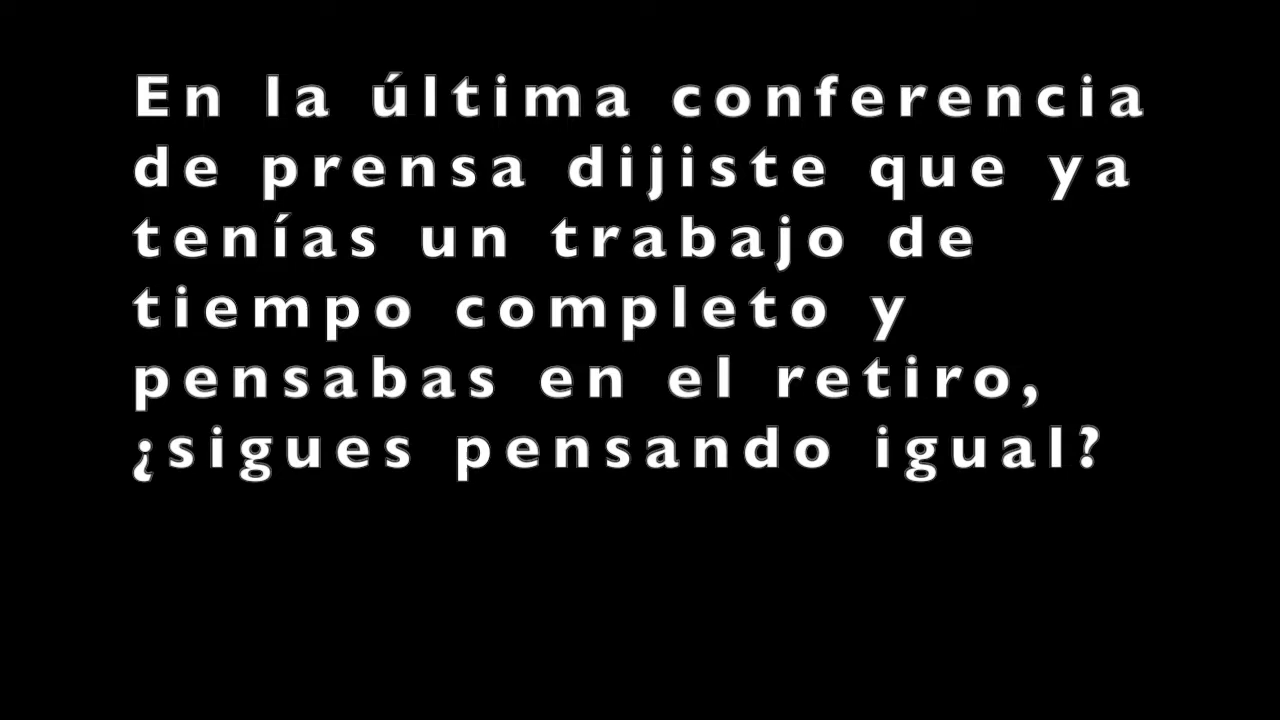 En la última conferencia
de prensa dijiste que ya
tenías un trabajo de
tiempo completo y
pensabas en el retiro,
¿sigues pensando igual?